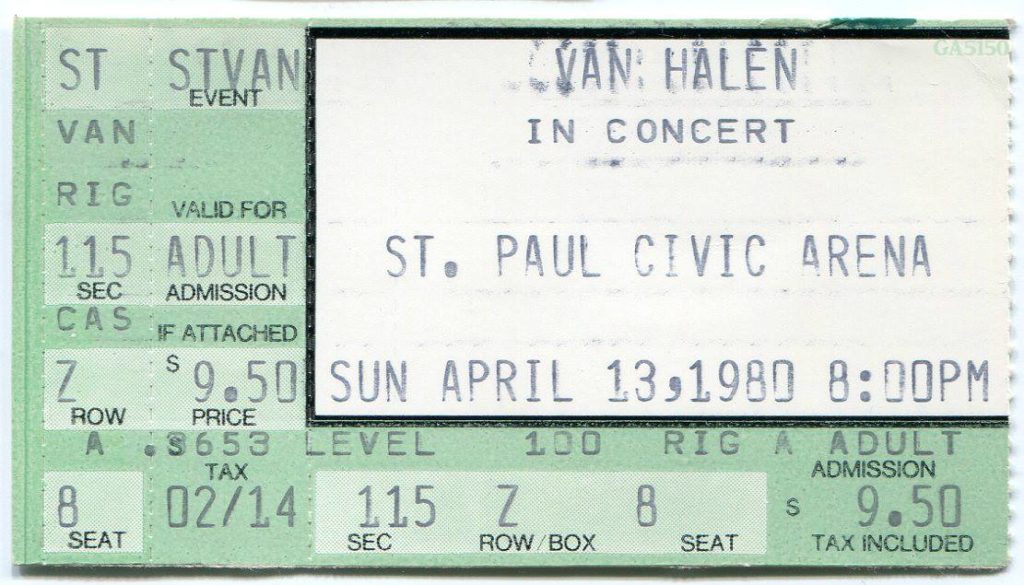 GA5150
ST STVAN VAN HALEN
EVENT
VAN IN CONCERT
RIG VALID FOR
115 ADULT ST. PAUL CIVIC ARENA
SEC ADMISSION
CAS IF ATTACHED
Z $ 9.50 SUN APRIL 13,1980 8:00PM
ROW PRICE
A .8653 LEVEL 100 RIG A ADULT
TAX ADMISSION
8 02/14 115 Z 8 $ 9.50
SEAT SEC ROW/BOX SEAT TAX INCLUDED